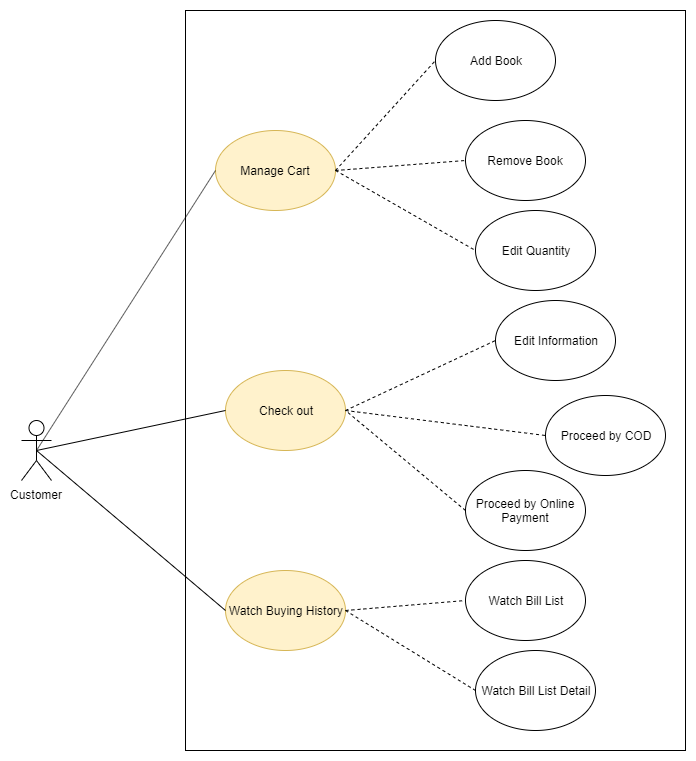 Add Book
Manage Cart
Remove Book
Edit Quantity
Edit Information
Check out
Proceed by COD
Customer
Proceed by Online
Payment
Watch Buying History
Watch Bill List
Watch Bill List Detail